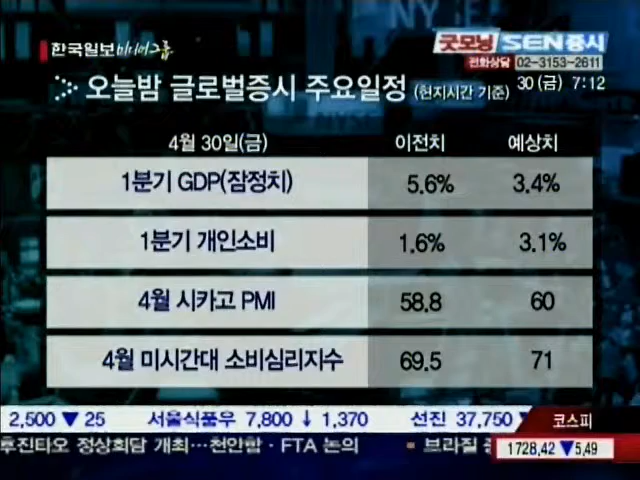 한국일보 미디어그룹
굿모닝 SEN증시
전화상담 02-3153-2611
오늘밤 글로벌증시 주요일정 (현지시간 기준)
30(금) 7:12
4월 30일(금) 이전치 예상치
1분기 GDP(잠정치) 5.6% 3.4%
1분기 개인소비 1.6% 3.1%
4월 시카고 PMI 58.8 60
4월 미시간대 소비심리지수 69.5 71
2,500 ▼ 25 서울식품우 7,800 ↓ 1,370 선진 37,750 ▼
코스피
후진타오 정상회담 개최…천안함·FTA 논의 ▪ 브라질
1728.42 ▼5.49